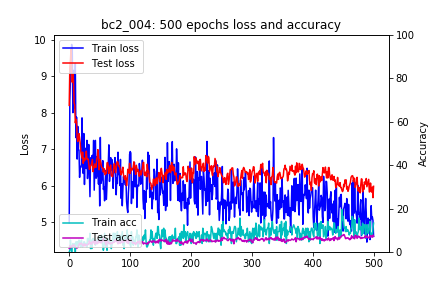 bc2_004: 500 epochs loss and accuracy
Train loss
Test loss
Train acc
Test acc
Loss
10
9
8
7
6
5
Accuracy
100
80
60
40
20
0
0 100 200 300 400 500